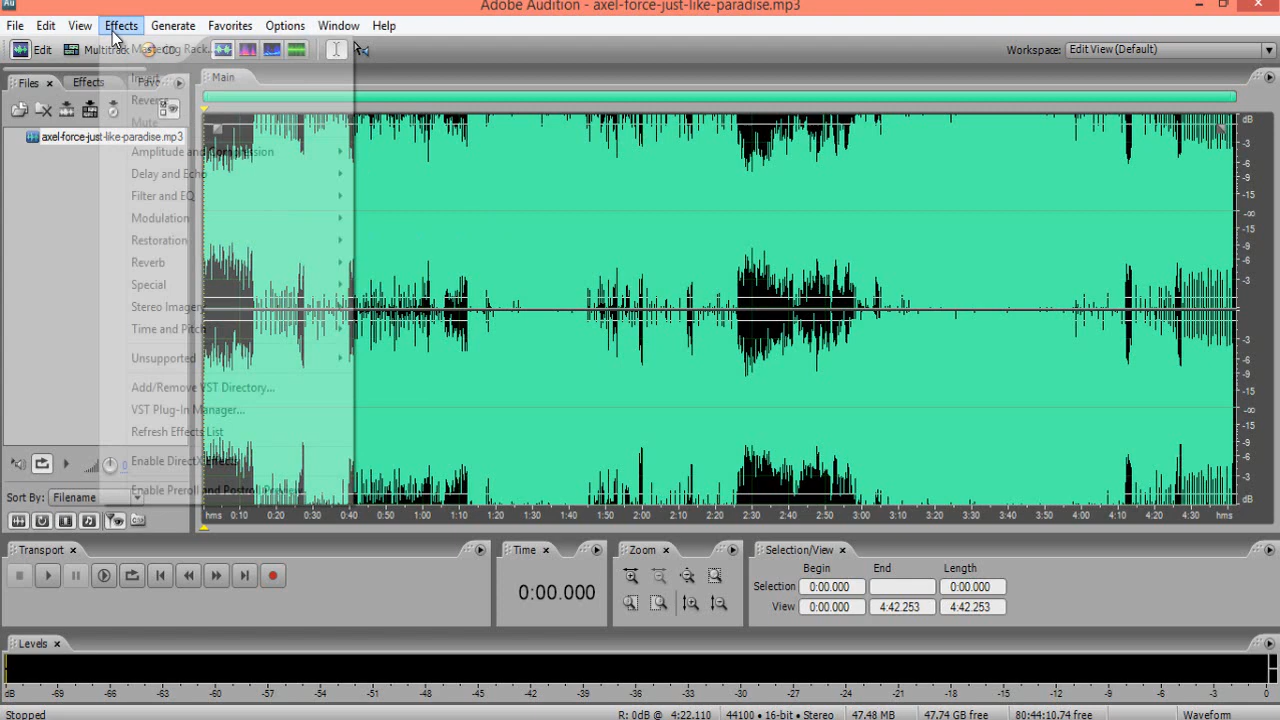 Au Adobe Audition - axel-force-just-like-paradise.mp3
File Edit View Effects Generate Favorites Options Window Help
Edit Multitrack CD Workspace: Edit View (Default)
Files Effects Favo Main
axel-force-just-like-paradise.mp3
Mastering Rack...
Invert
Reverse
Mute
Amplitude and Compression
Delay and Echo
Filter and EQ
Modulation
Restoration
Reverb
Special
Stereo Imagery
Time and Pitch
Unsupported
Add/Remove VST Directory...
VST Plug-In Manager...
Refresh Effects List
Enable DirectX Effects
Enable Preroll and Postroll Preview
Sort By: Filename
dB
-3
-6
-9
-15
-∞
-15
-9
-6
-3
-3
-6
-9
-15
-∞
-15
-9
-6
-3
dB
hms 0:10 0:20 0:30 0:40 0:50 1:00 1:10 1:20 1:30 1:40 1:50 2:00 2:10 2:20 2:30 2:40 2:50 3:00 3:10 3:20 3:30 3:40 3:50 4:00 4:10 4:20 4:30 hms
Transport Time Zoom Selection/View
Begin End Length
Selection 0:00.000 0:00.000
View 0:00.000 4:42.253 4:42.253
0:00.000
Levels
dB -69 -66 -63 -60 -57 -54 -51 -48 -45 -42 -39 -36 -33 -30 -27 -24 -21 -18 -15 -12 -9 -6 -3 0
Stopped R: 0dB @ 4:22.110 44100 • 16-bit • Stereo 47.48 MB 47.74 GB free 80:44:10.74 free Waveform